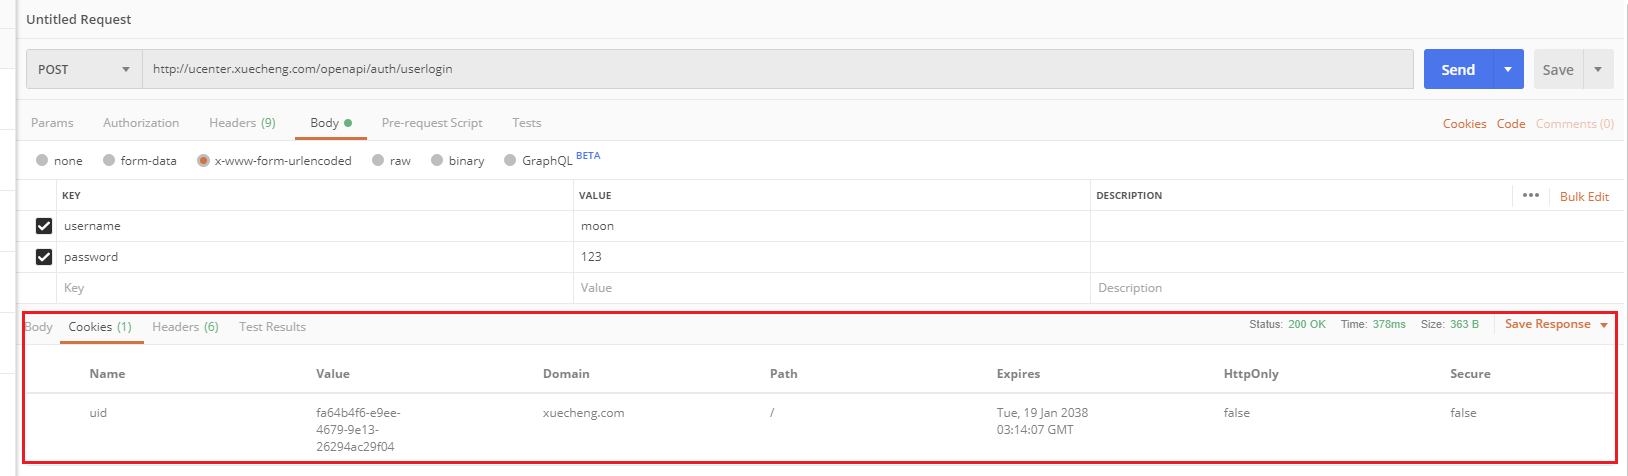 Untitled Request
POST http://ucenter.xuecheng.com/openapi/auth/userlogin Send Save
Params Authorization Headers (9) Body Pre-request Script Tests Cookies Code Comments (0)
none form-data x-www-form-urlencoded raw binary GraphQL BETA
KEY VALUE DESCRIPTION ••• Bulk Edit
username moon
password 123
Key Value Description
Body Cookies (1) Headers (6) Test Results Status: 200 OK Time: 378ms Size: 363 B Save Response
Name Value Domain Path Expires HttpOnly Secure
uid fa64b4f6-e9ee- xuecheng.com / Tue, 19 Jan 2038 false false
4679-9e13- 03:14:07 GMT
26294ac29f04